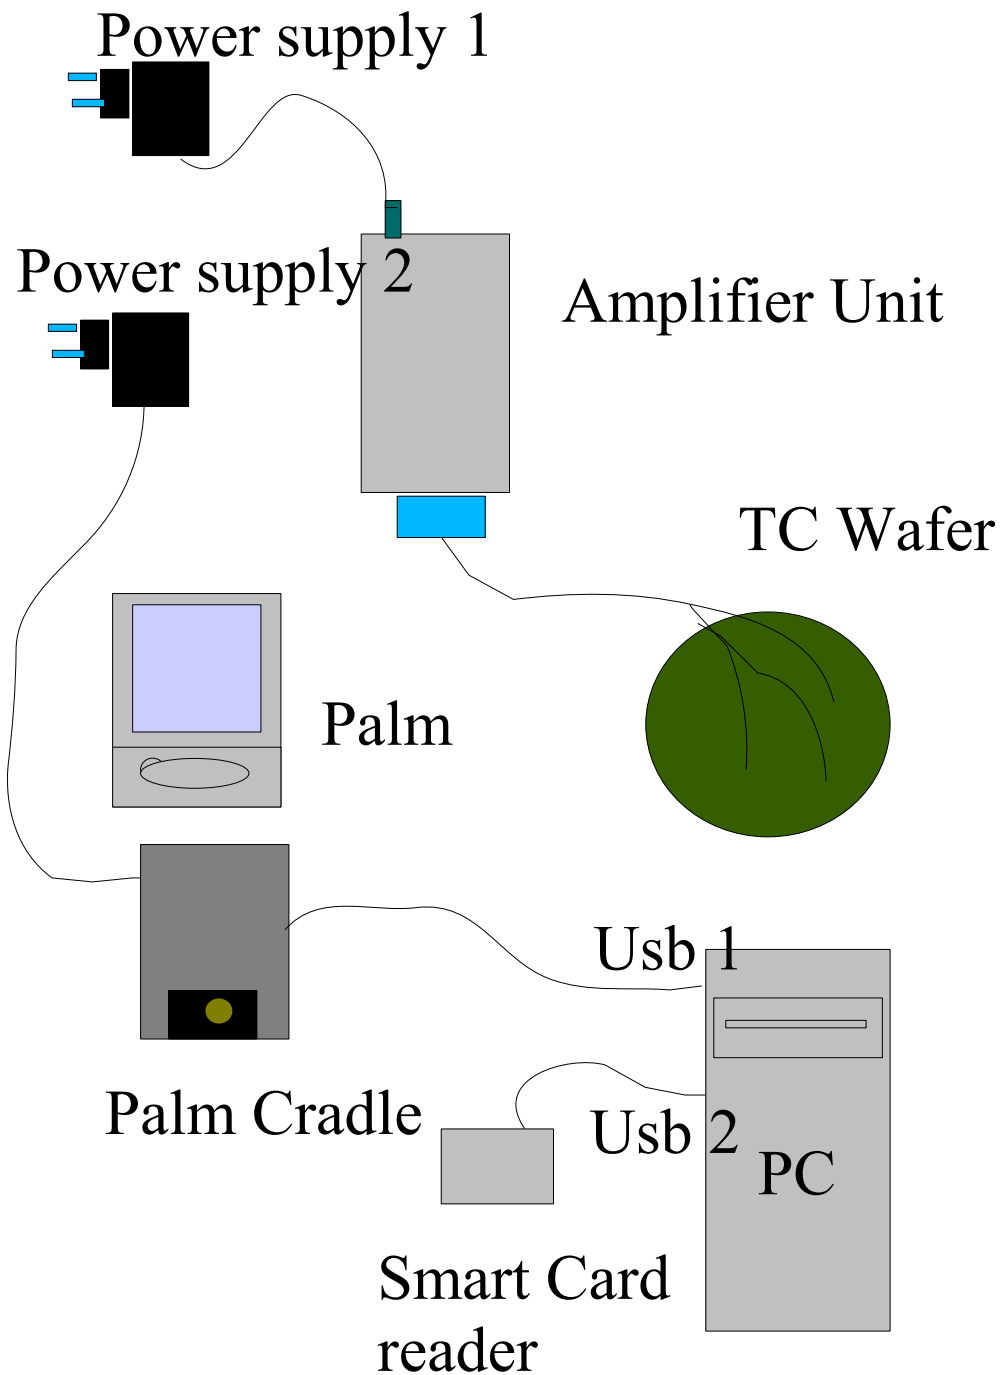 Power supply 1
Power supply 2
Amplifier Unit
TC Wafer
Palm
Usb 1
Palm Cradle
Usb 2
PC
Smart Card
reader